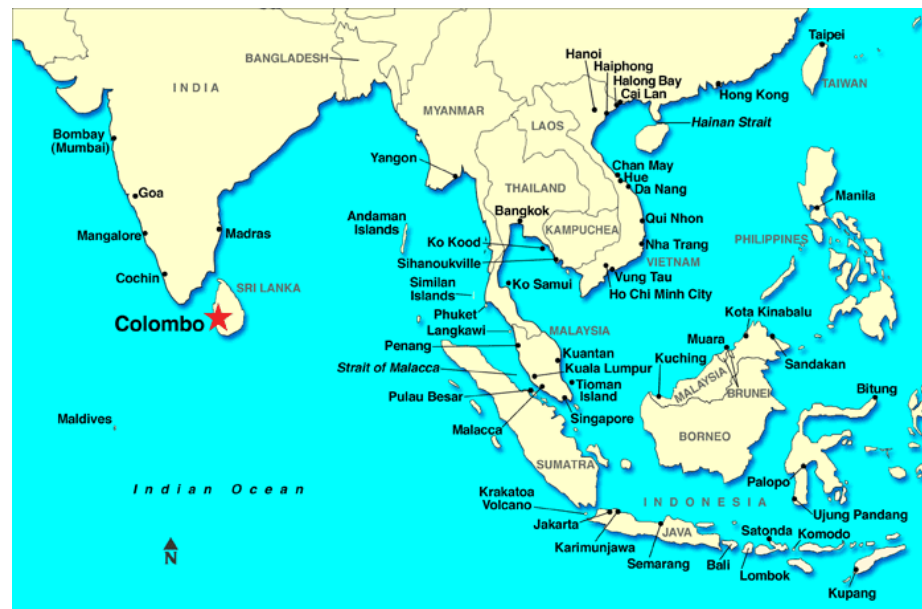 Taipei
Hanoi
BANGLADESH
Haiphong
INDIA
Halong Bay
TAIWAN
Cai Lan
Hong Kong
MYANMAR
Hainan Strait
LAOS
Bombay
(Mumbai)
Yangon
Chan May
Hue
THAILAND
Da Nang
Goa
Manila
Bangkok
Andaman
Islands
Qui Nhon
KAMPUCHEA
Mangalore
Madras
PHILIPPINES
Ko Kood
Nha Trang
Sihanoukville
VIETNAM
Cochin
Vung Tau
Similan
Islands
Ko Samui
SRI LANKA
Ho Chi Minh City
Phuket
Kota Kinabalu
Colombo
Langkawi
MALAYSIA
Penang
Muara
Sandakan
Kuantan
Kuching
Strait of Malacca
Kuala Lumpur
MALAYSIA
Tioman
Island
BRUNEI
Bitung
Pulau Besar
Maldives
Singapore
Malacca
BORNEO
SUMATRA
Palopo
Indian Ocean
Krakatoa
Volcano
INDONESIA
Ujung Pandang
Jakarta
JAVA
Satonda
Komodo
Karimunjawa
N
Semarang
Bali
Lombok
Kupang